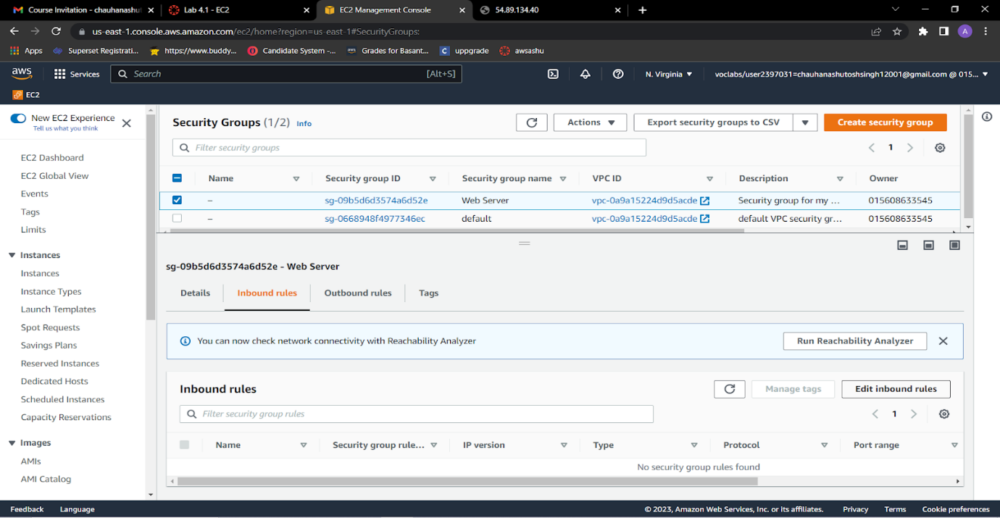 Course Invitation - chauhanashut
Lab 4.1 - EC2
EC2 Management Console
54.89.134.40
us-east-1.console.aws.amazon.com/ec2/home?region=us-east-1#SecurityGroups:
A
Apps
Superset Registrati...
https://www.buddy...
Candidate System -...
aws
Grades for Basant...
C
uppgrade
awsashu
aws
Services
Search
[Alt+S]
N. Virginia
voclabs/user2397031=chauhanashutoshsingh12001@gmail.com @ 015...
EC2
New EC2 Experience
Tell us what you think
EC2 Dashboard
EC2 Global View
Events
Tags
Limits
Instances
Instances
Instance Types
Launch Templates
Spot Requests
Savings Plans
Reserved Instances
Dedicated Hosts
Scheduled Instances
Capacity Reservations
Images
AMIs
AMI Catalog
Security Groups (1/2) Info
Actions
Export security groups to CSV
Create security group
Filter security groups
1
Name Security group ID Security group name VPC ID Description Owner
– sg-09b5d6d3574a6d52e Web Server vpc-0a9a15224d9d5acde Security group for my ... 015608633545
– sg-0668948f4977346ec default vpc-0a9a15224d9d5acde default VPC security gr... 015608633545
sg-09b5d6d3574a6d52e - Web Server
Details Inbound rules Outbound rules Tags
You can now check network connectivity with Reachability Analyzer
Run Reachability Analyzer
Inbound rules
Manage tags
Edit inbound rules
Filter security group rules
1
Name Security group rule... IP version Type Protocol Port range
No security group rules found
Feedback Language © 2023, Amazon Web Services, Inc. or its affiliates. Privacy Terms Cookie preferences